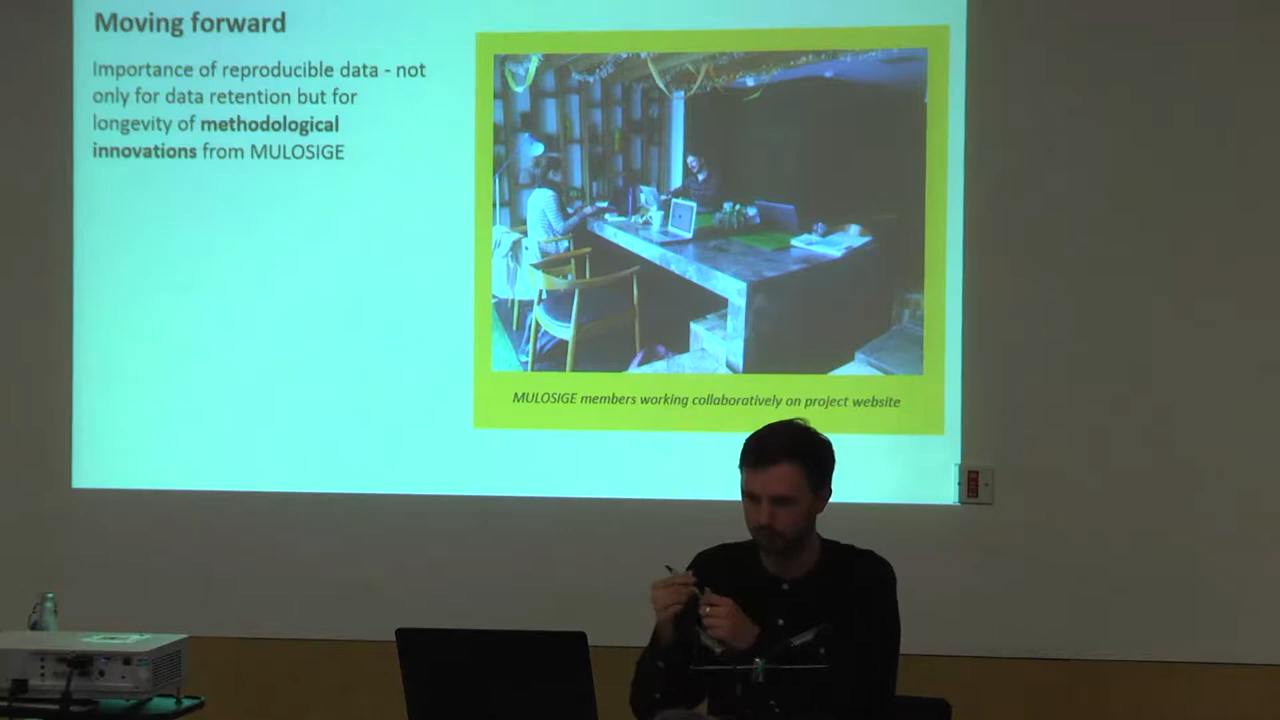 Moving forward
Importance of reproducible data - not
only for data retention but for
longevity of methodological
innovations from MULOSIGE
MULOSIGE members working collaboratively on project website